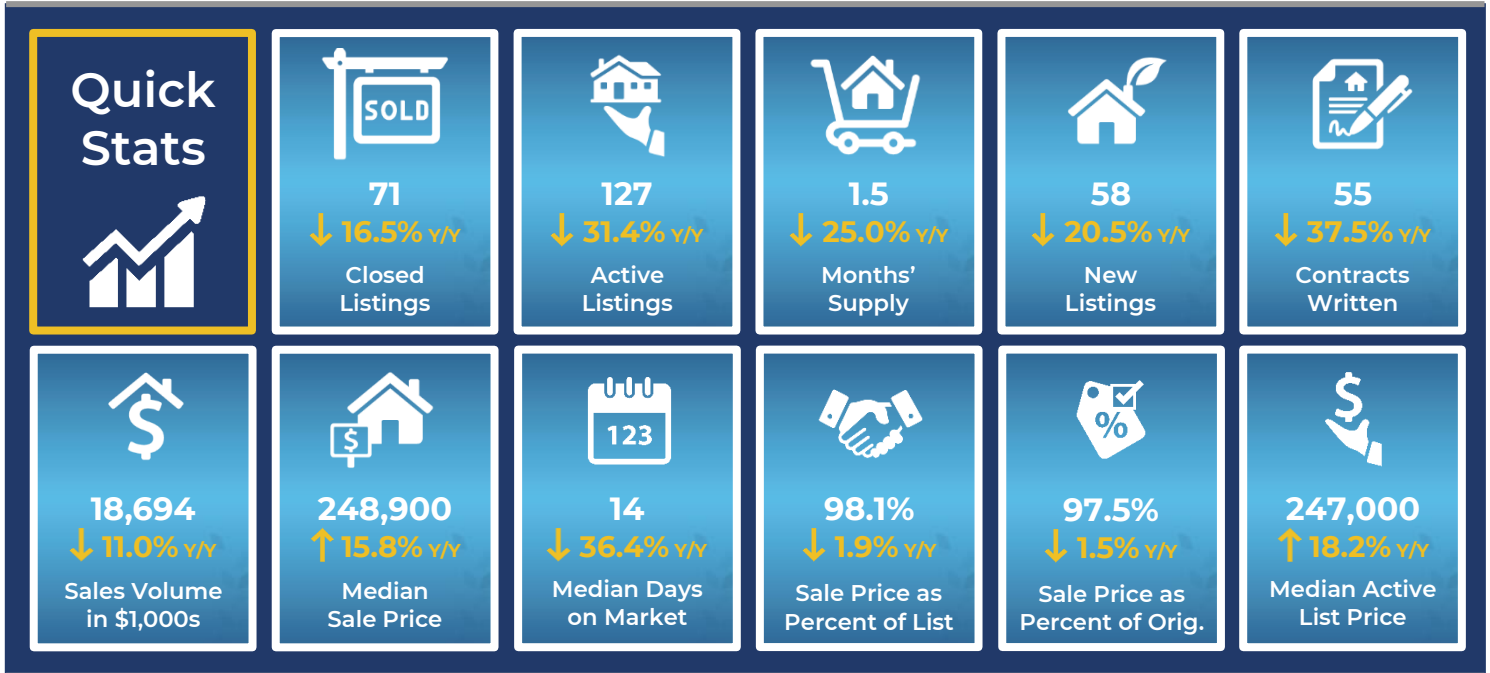 Quick
Stats
SOLD
71
↓ 16.5% Y/Y
Closed
Listings
127
↓ 31.4% Y/Y
Active
Listings
1.5
↓ 25.0% Y/Y
Months’
Supply
58
↓ 20.5% Y/Y
New
Listings
55
↓ 37.5% Y/Y
Contracts
Written
$
18,694
↓ 11.0% Y/Y
Sales Volume
in $1,000s
$
248,900
↑ 15.8% Y/Y
Median
Sale Price
123
14
↓ 36.4% Y/Y
Median Days
on Market
98.1%
↓ 1.9% Y/Y
Sale Price as
Percent of List
%
97.5%
↓ 1.5% Y/Y
Sale Price as
Percent of Orig.
$
247,000
↑ 18.2% Y/Y
Median Active
List Price